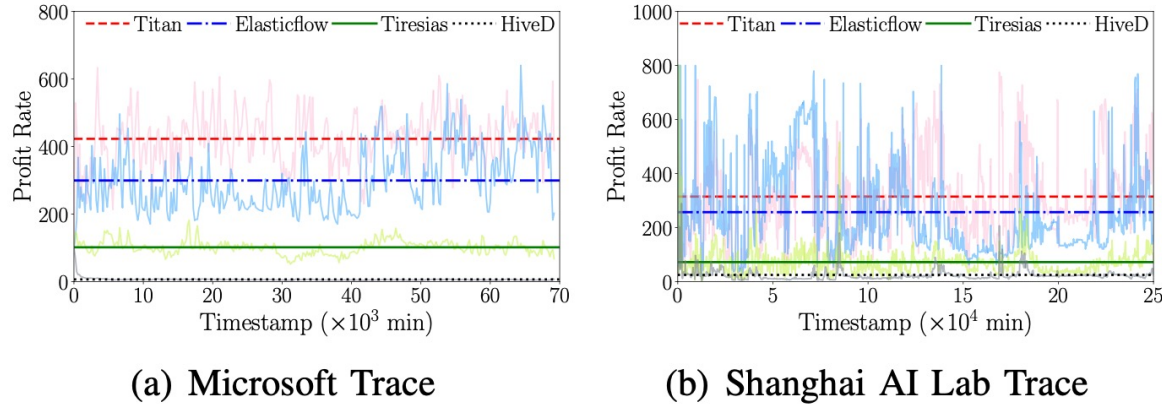 Titan Elasticflow Tiresias HiveD
800
600
400
200
0
Profit Rate
0 10 20 30 40 50 60 70
Timestamp (×10³ min)
(a) Microsoft Trace
Titan Elasticflow Tiresias HiveD
1000
800
600
400
200
0
Profit Rate
0 5 10 15 20 25
Timestamp (×10⁴ min)
(b) Shanghai AI Lab Trace